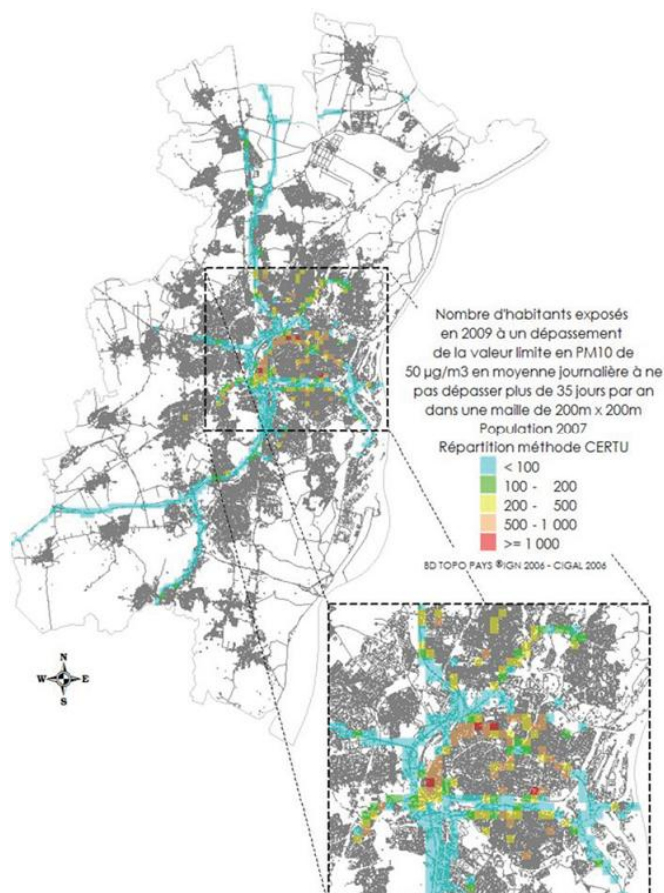 Nombre d'habitants exposés
en 2009 à un dépassement
de la valeur limite en PM10 de
50 µg/m3 en moyenne journalière à ne
pas dépasser plus de 35 jours par an
dans une maille de 200m x 200m
Population 2007
Répartition méthode CERTU
< 100
100 - 200
200 - 500
500 - 1 000
>= 1 000
BD TOPO PAYS ®IGN 2006 - CIGAL 2006
N
W E
S